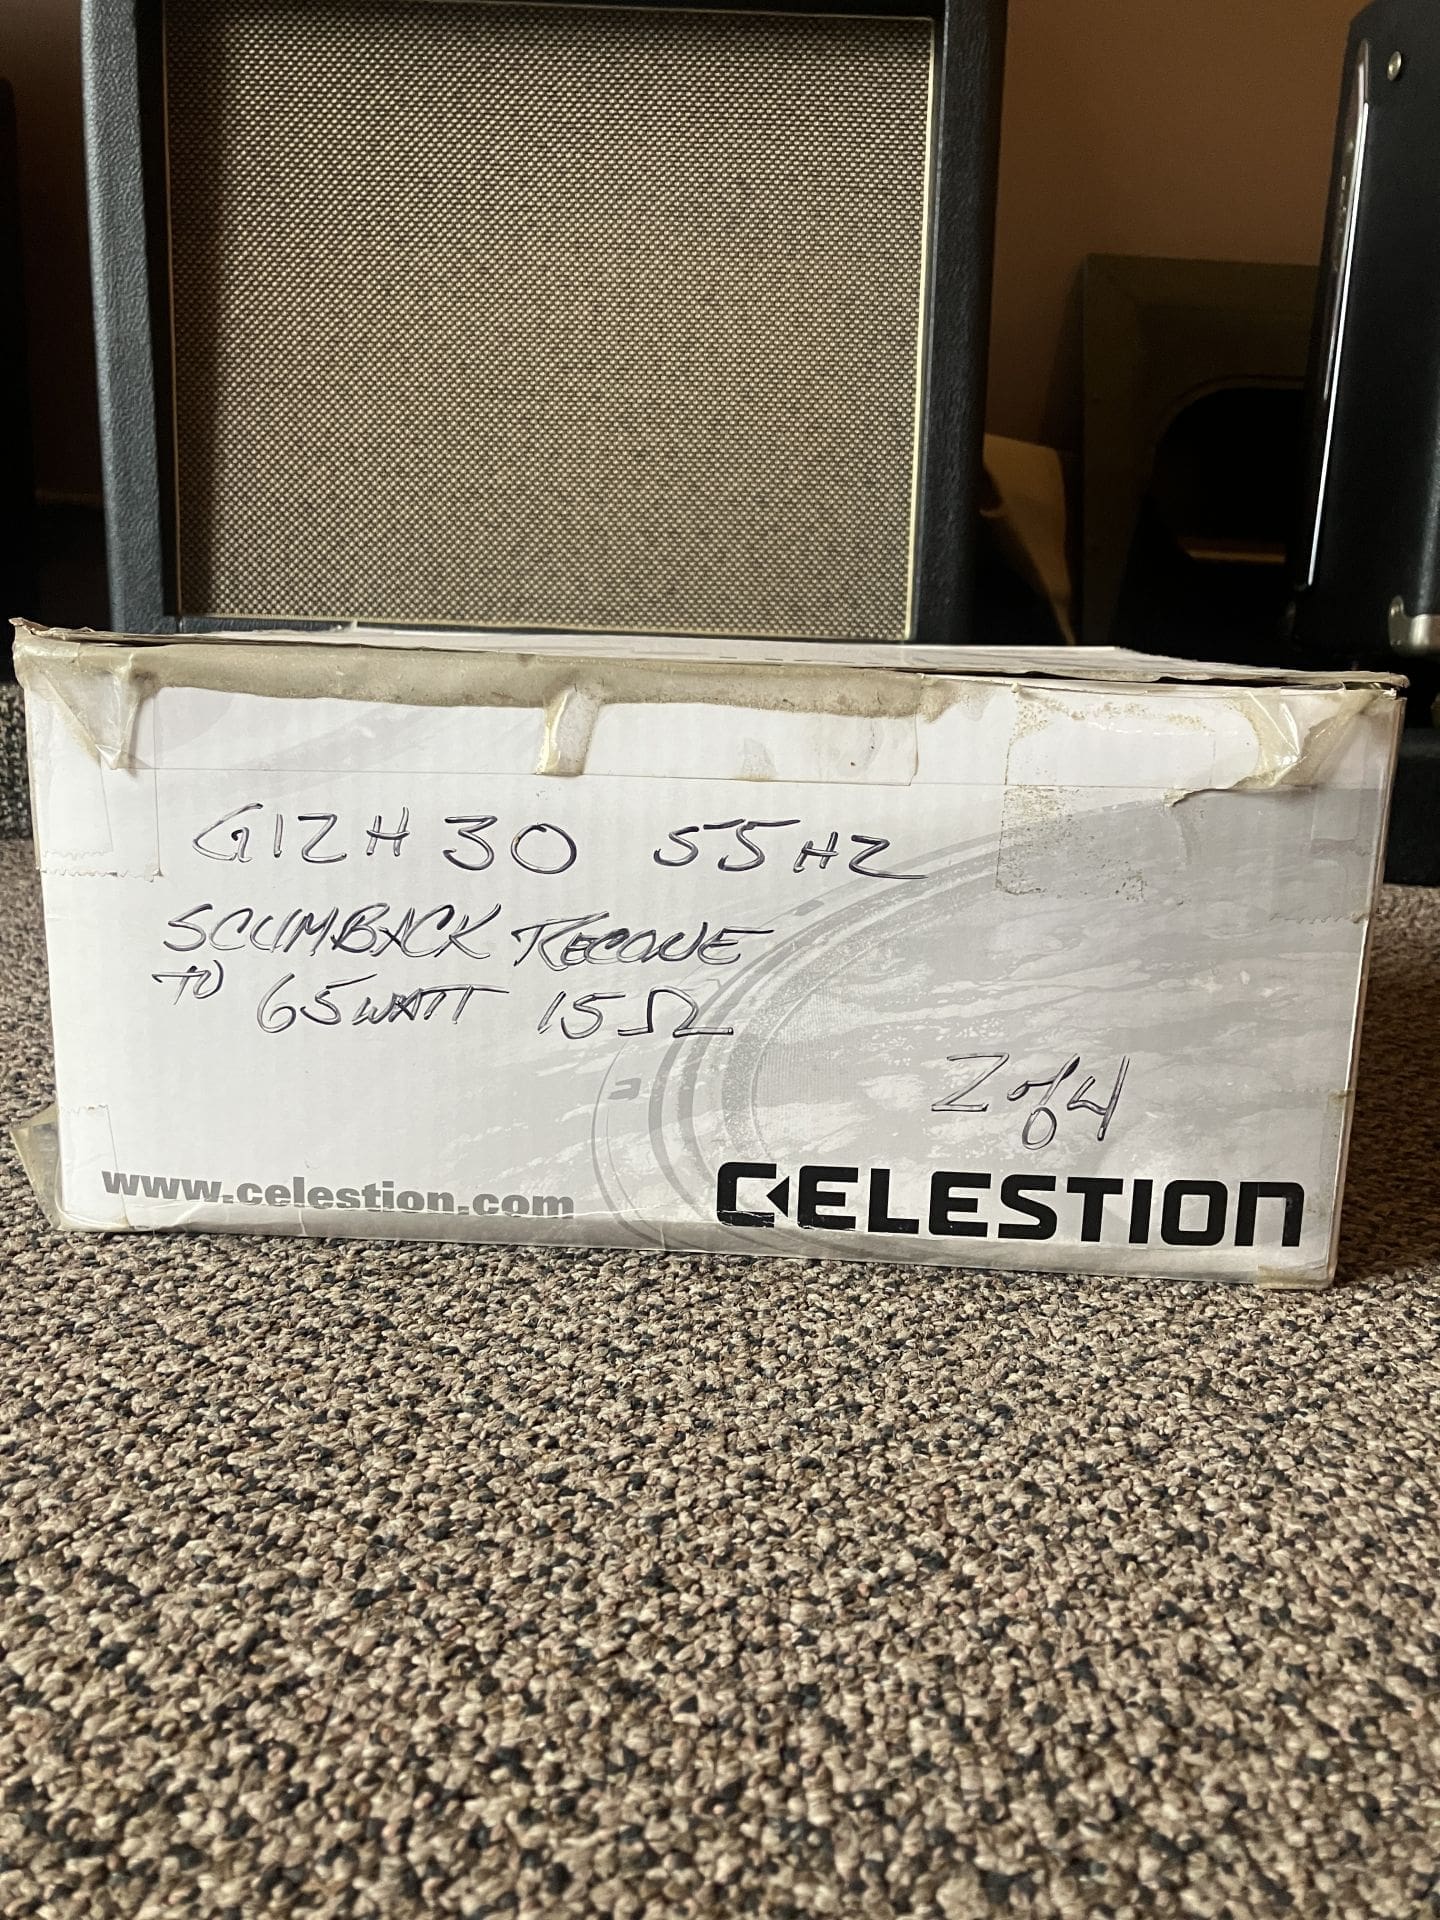 G12H30 55HZ
SCUMBACK RECONE
TO 65WATT 15Ω
2 of 4
www.celestion.com
CELESTION